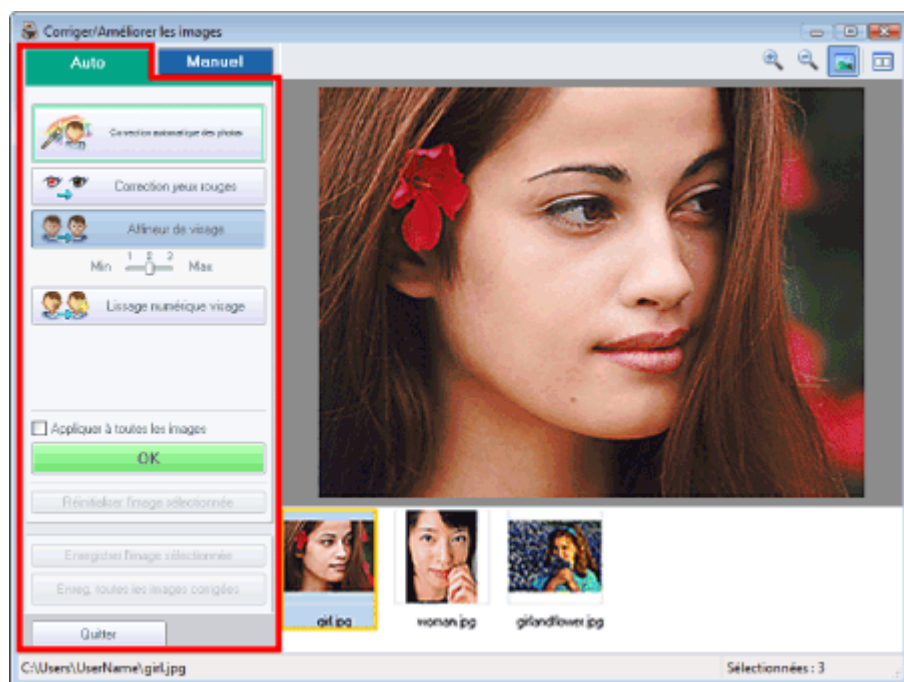 Corriger/Améliorer les images
Auto
Manuel
Correction automatique des photos
Correction yeux rouges
Affineur de visage
1 2 3
Min Max
Lissage numérique visage
Appliquer à toutes les images
OK
Réinitialiser l'image sélectionnée
Enregistrer l'image sélectionnée
Enreg. toutes les images corrigées
Quitter
girl.jpg
woman.jpg
girlandflower.jpg
C:\Users\UserName\girl.jpg
Sélectionnées : 3